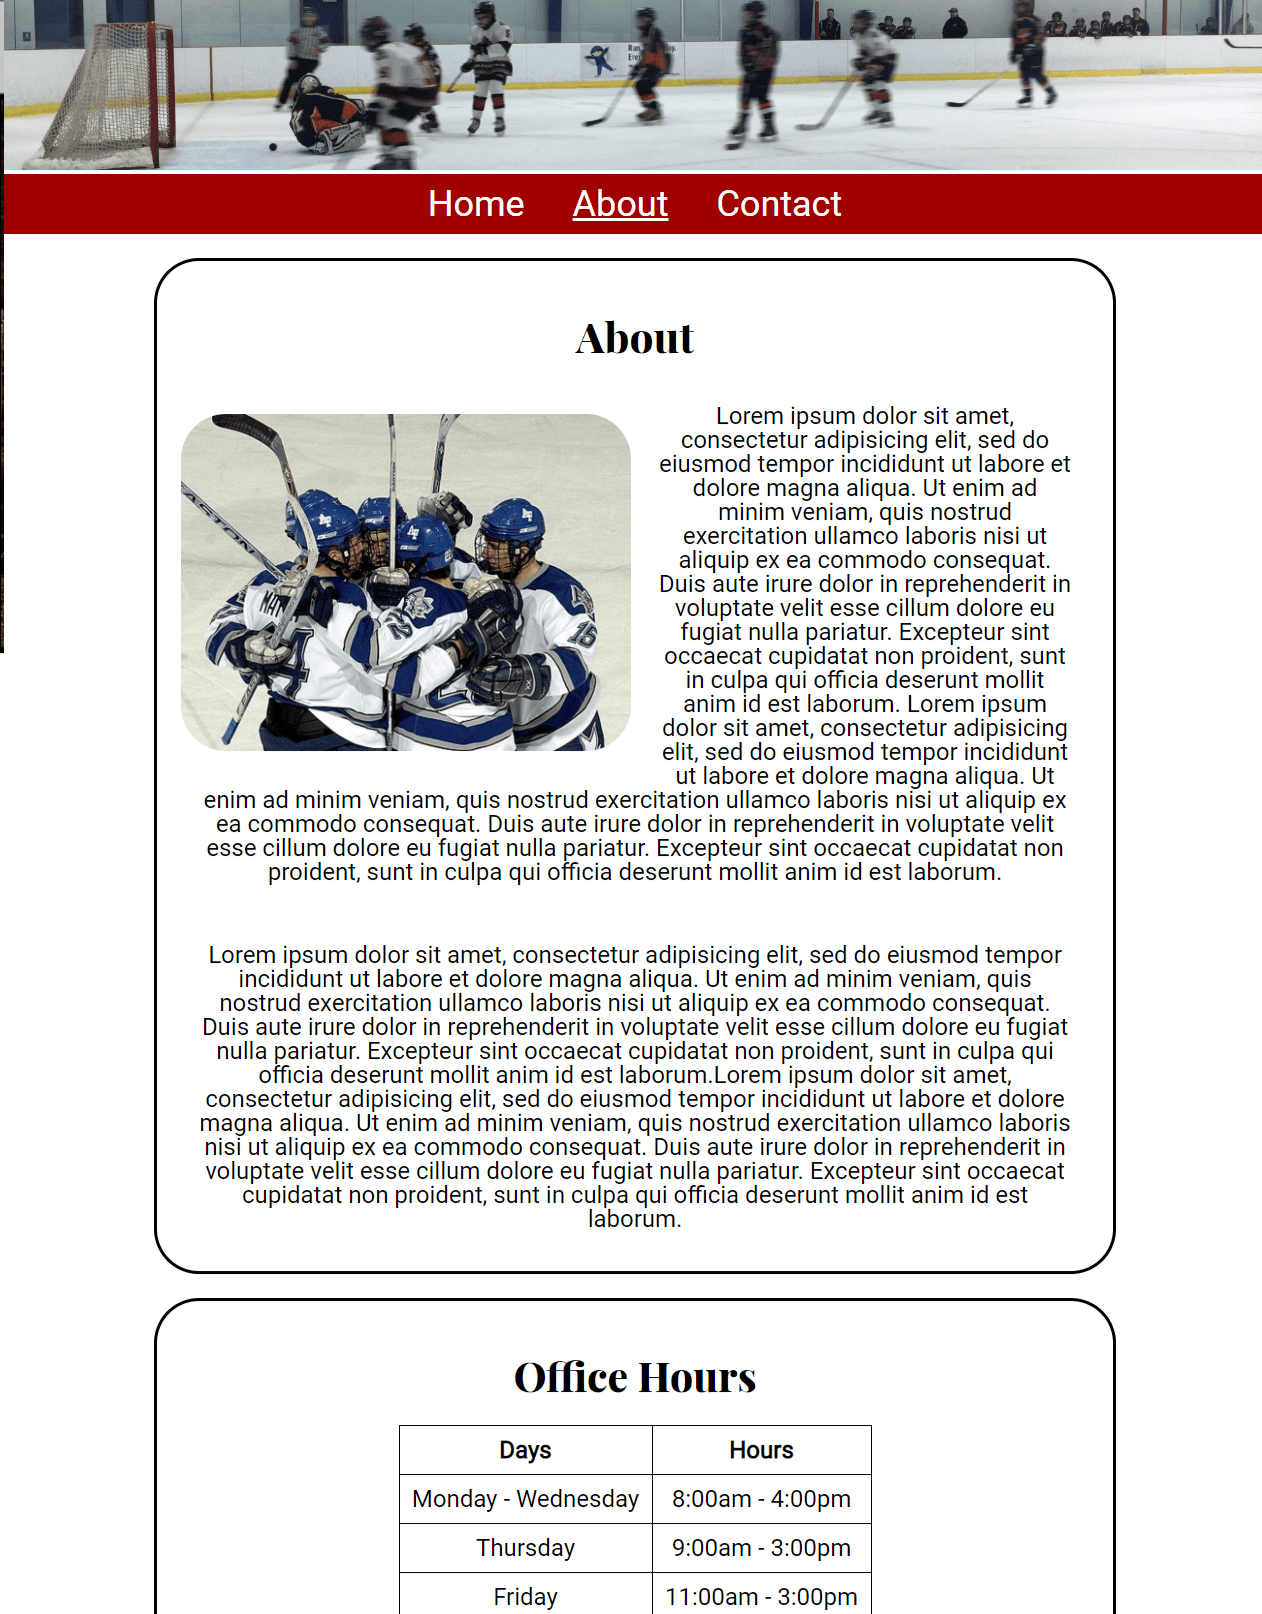 Home About Contact
About
Lorem ipsum dolor sit amet,
consectetur adipisicing elit, sed do
eiusmod tempor incididunt ut labore et
dolore magna aliqua. Ut enim ad
minim veniam, quis nostrud
exercitation ullamco laboris nisi ut
aliquip ex ea commodo consequat.
Duis aute irure dolor in reprehenderit in
voluptate velit esse cillum dolore eu
fugiat nulla pariatur. Excepteur sint
occaecat cupidatat non proident, sunt
in culpa qui officia deserunt mollit
anim id est laborum. Lorem ipsum
dolor sit amet, consectetur adipisicing
elit, sed do eiusmod tempor incididunt
ut labore et dolore magna aliqua. Ut
enim ad minim veniam, quis nostrud exercitation ullamco laboris nisi ut aliquip ex
ea commodo consequat. Duis aute irure dolor in reprehenderit in voluptate velit
esse cillum dolore eu fugiat nulla pariatur. Excepteur sint occaecat cupidatat non
proident, sunt in culpa qui officia deserunt mollit anim id est laborum.
EASTON
12
15
Lorem ipsum dolor sit amet, consectetur adipisicing elit, sed do eiusmod tempor
incididunt ut labore et dolore magna aliqua. Ut enim ad minim veniam, quis
nostrud exercitation ullamco laboris nisi ut aliquip ex ea commodo consequat.
Duis aute irure dolor in reprehenderit in voluptate velit esse cillum dolore eu fugiat
nulla pariatur. Excepteur sint occaecat cupidatat non proident, sunt in culpa qui
officia deserunt mollit anim id est laborum.Lorem ipsum dolor sit amet,
consectetur adipisicing elit, sed do eiusmod tempor incididunt ut labore et dolore
magna aliqua. Ut enim ad minim veniam, quis nostrud exercitation ullamco laboris
nisi ut aliquip ex ea commodo consequat. Duis aute irure dolor in reprehenderit in
voluptate velit esse cillum dolore eu fugiat nulla pariatur. Excepteur sint occaecat
cupidatat non proident, sunt in culpa qui officia deserunt mollit anim id est
laborum.
Office Hours
Days Hours
Monday - Wednesday 8:00am - 4:00pm
Thursday 9:00am - 3:00pm
Friday 11:00am - 3:00pm